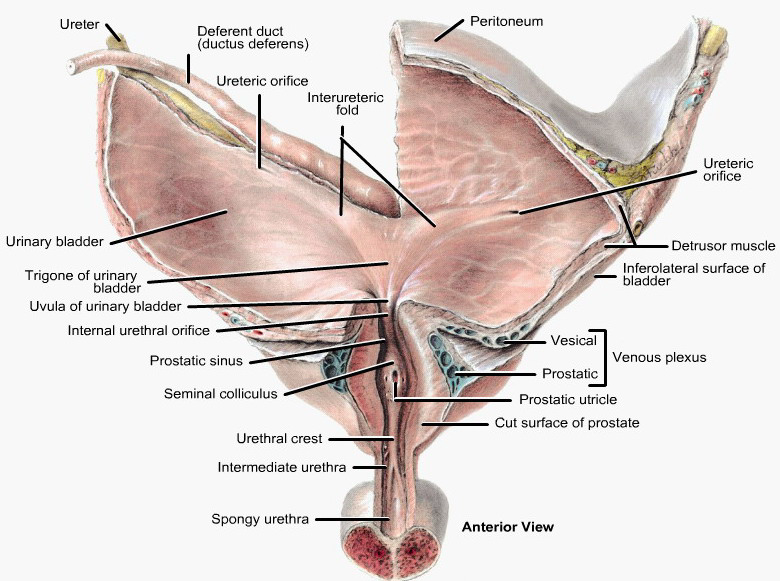 Ureter
Deferent duct
(ductus deferens)
Peritoneum
Ureteric orifice
Interureteric
fold
Ureteric
orifice
Urinary bladder
Detrusor muscle
Trigone of urinary
bladder
Inferolateral surface of
bladder
Uvula of urinary bladder
Internal urethral orifice
Vesical
Venous plexus
Prostatic sinus
Prostatic
Seminal colliculus
Prostatic utricle
Cut surface of prostate
Urethral crest
Intermediate urethra
Spongy urethra
Anterior View